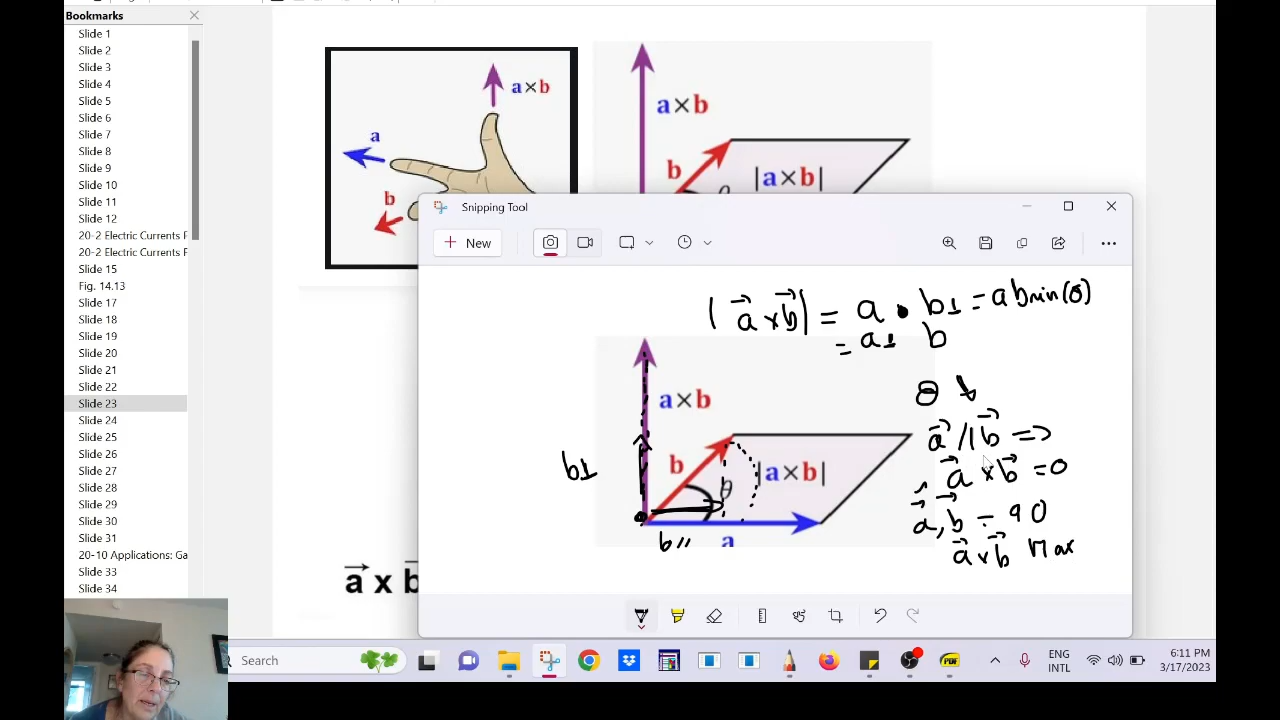 Bookmarks
Slide 1
Slide 2
Slide 3
Slide 4
Slide 5
Slide 6
Slide 7
Slide 8
Slide 9
Slide 10
Slide 11
Slide 12
20-2 Electric Currents F
20-2 Electric Currents F
Slide 15
Fig. 14.13
Slide 17
Slide 18
Slide 19
Slide 20
Slide 21
Slide 22
Slide 23
Slide 24
Slide 25
Slide 26
Slide 27
Slide 28
Slide 29
Slide 30
Slide 31
20-10 Applications: Ga
Slide 33
Slide 34
a×b
a
b
a×b
b
|a×b|
Snipping Tool
New
|a⃗ × b⃗| = a • b⊥ = a b sin(θ)
= a⊥ b
a×b
b⊥
b
θ
|a×b|
b//
a
θ
a⃗ // b⃗ =>
a⃗ × b⃗ = 0
a⃗, b⃗ = 90
a⃗ × b⃗ Max
a⃗ x b
Search
PDF
ENG
INTL
6:11 PM
3/17/2023